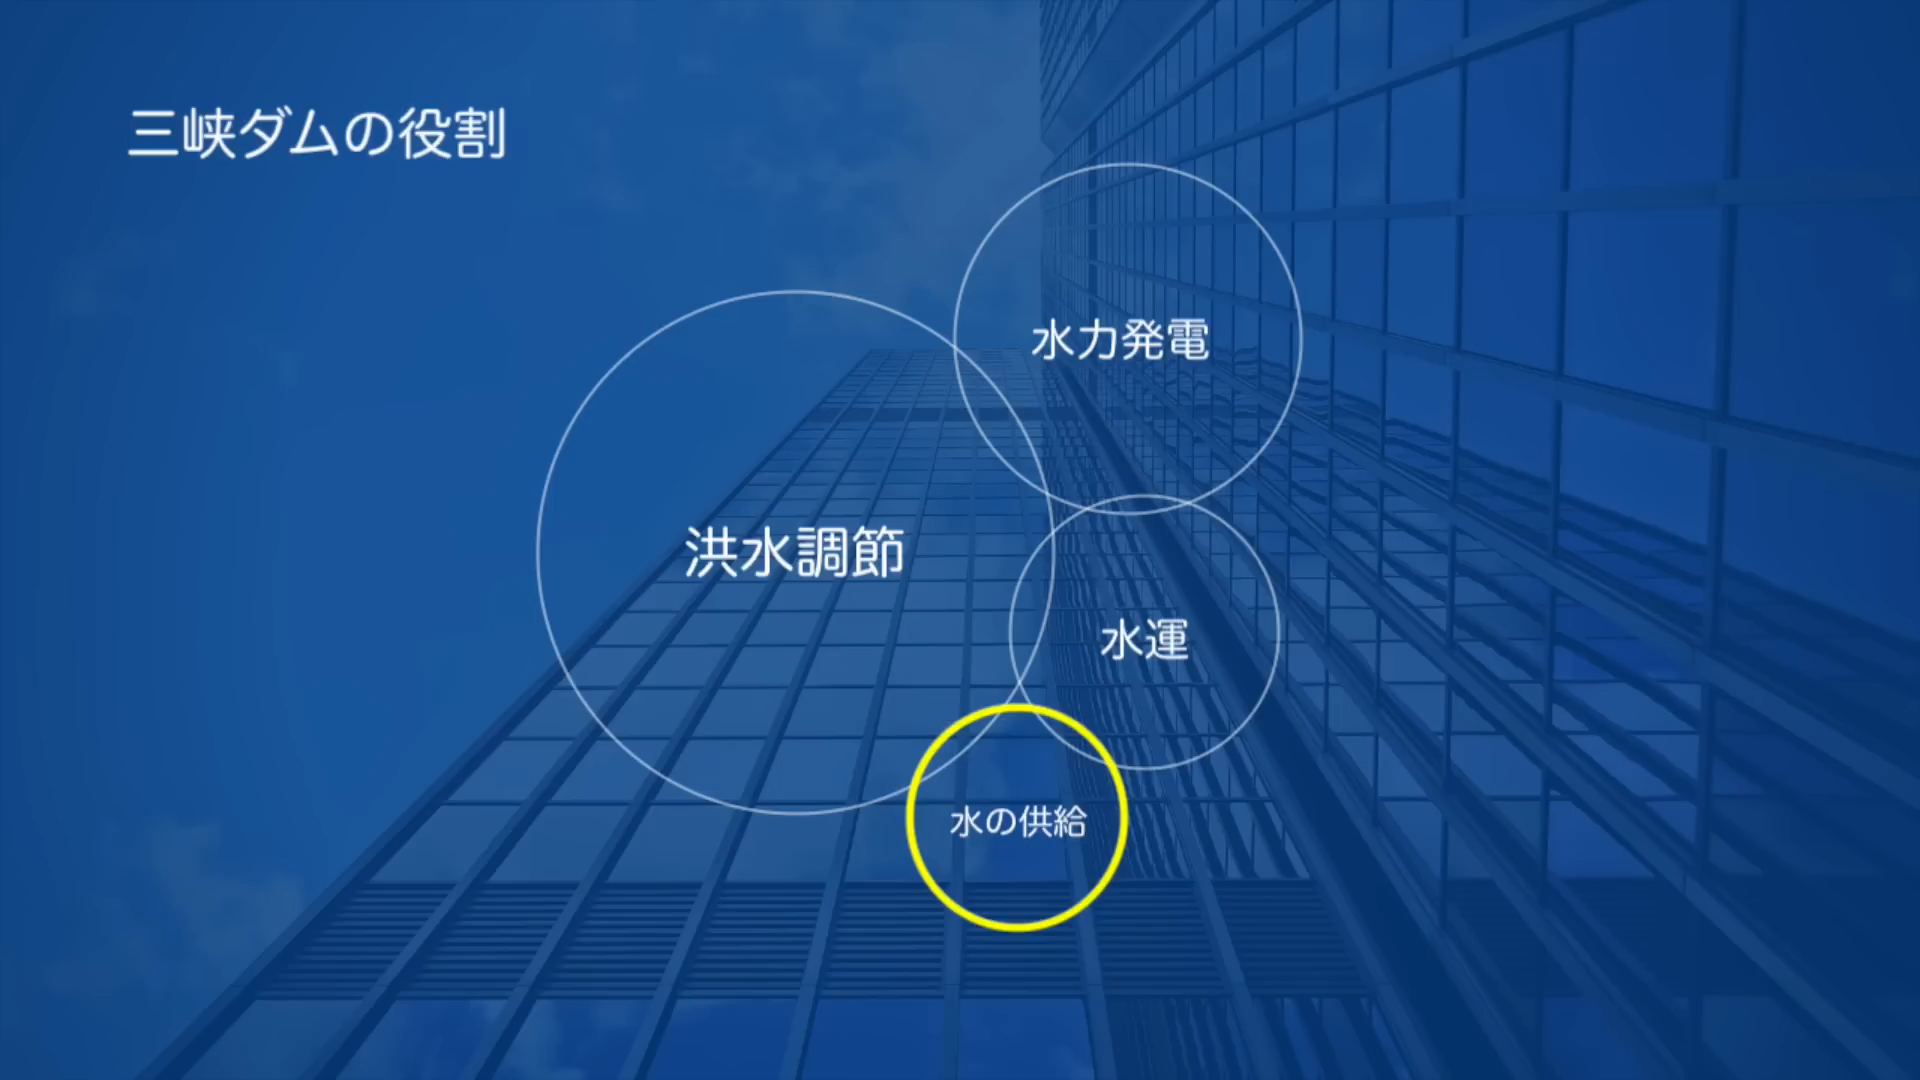 三峡ダムの役割
水力発電
洪水調節
水運
水の供給